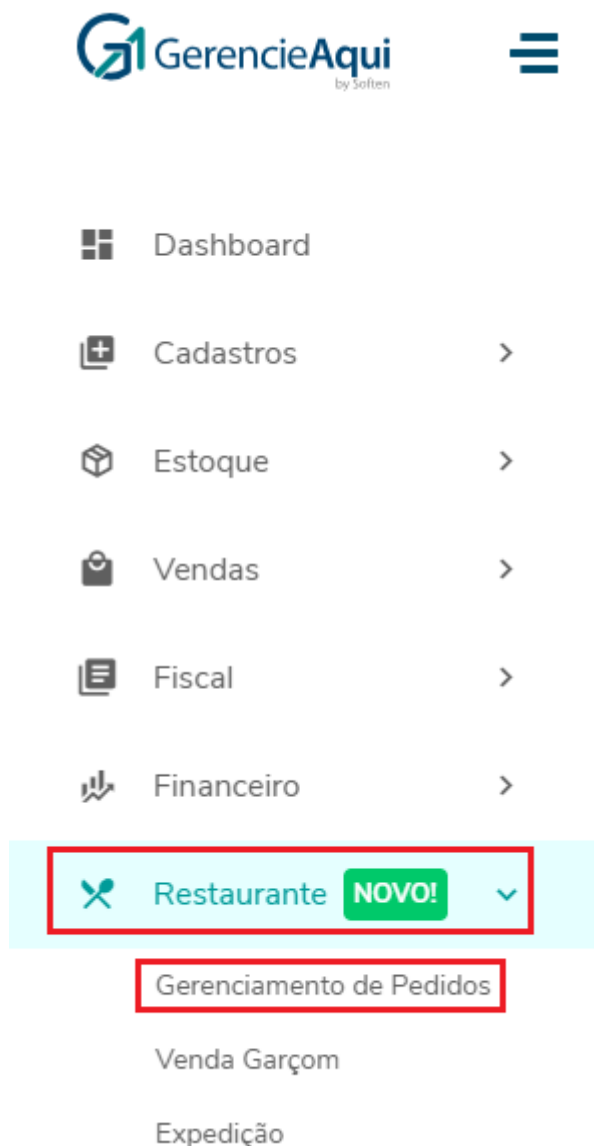 GerencieAqui
by Soften
Dashboard
Cadastros
Estoque
Vendas
Fiscal
Financeiro
Restaurante NOVO!
Gerenciamento de Pedidos
Venda Garçom
Expedição